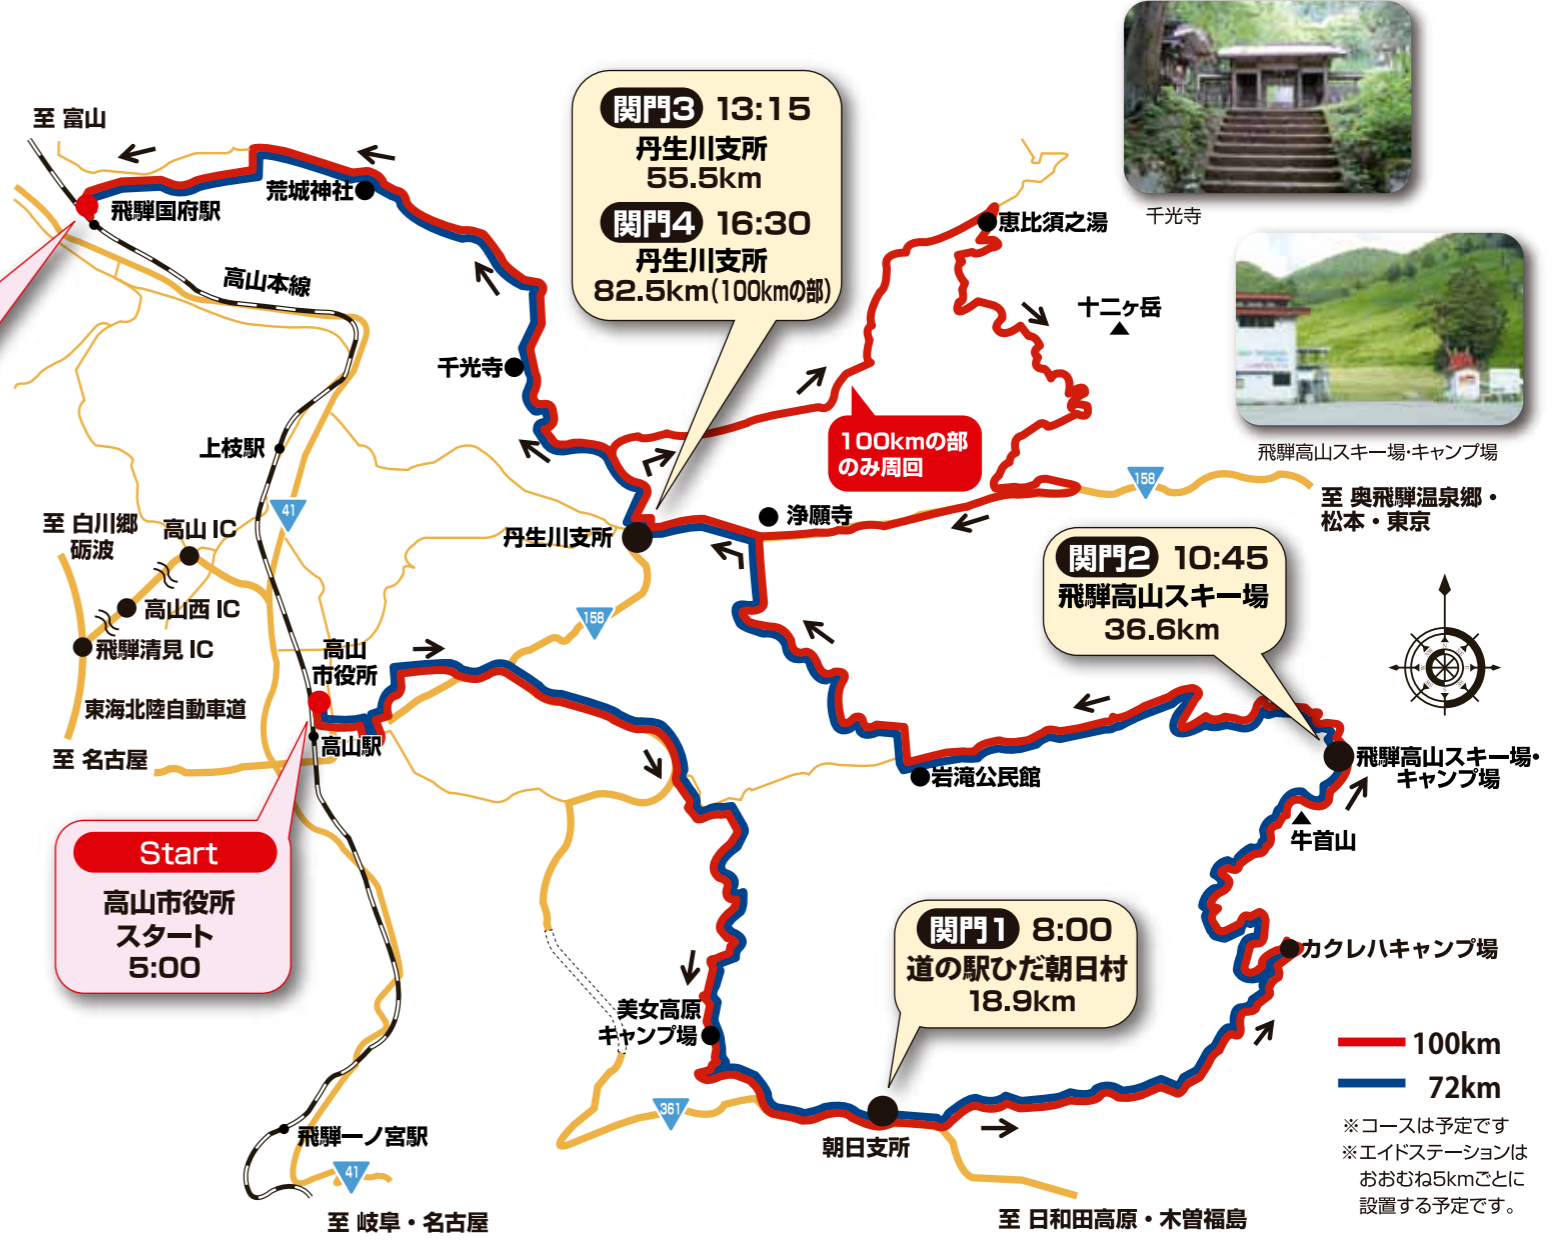 至 富山
飛騨国府駅
荒城神社
高山本線
千光寺
上枝駅
41
関門3 13:15
丹生川支所
55.5km
関門4 16:30
丹生川支所
82.5km(100kmの部)
千光寺
恵比須之湯
十二ヶ岳
飛騨高山スキー場・キャンプ場
100kmの部
のみ周回
158
至 奥飛騨温泉郷・
松本・東京
浄願寺
丹生川支所
158
至 白川郷
砺波
高山 IC
高山西 IC
飛騨清見 IC
東海北陸自動車道
至 名古屋
高山
市役所
高山駅
関門2 10:45
飛騨高山スキー場
36.6km
飛騨高山スキー場・
キャンプ場
牛首山
岩滝公民館
Start
高山市役所
スタート
5:00
関門1 8:00
道の駅ひだ朝日村
18.9km
カクレハキャンプ場
美女高原
キャンプ場
361
朝日支所
飛騨一ノ宮駅
41
至 岐阜・名古屋
至 日和田高原・木曽福島
100km
72km
※コースは予定です
※エイドステーションは
おおむね5kmごとに
設置する予定です。